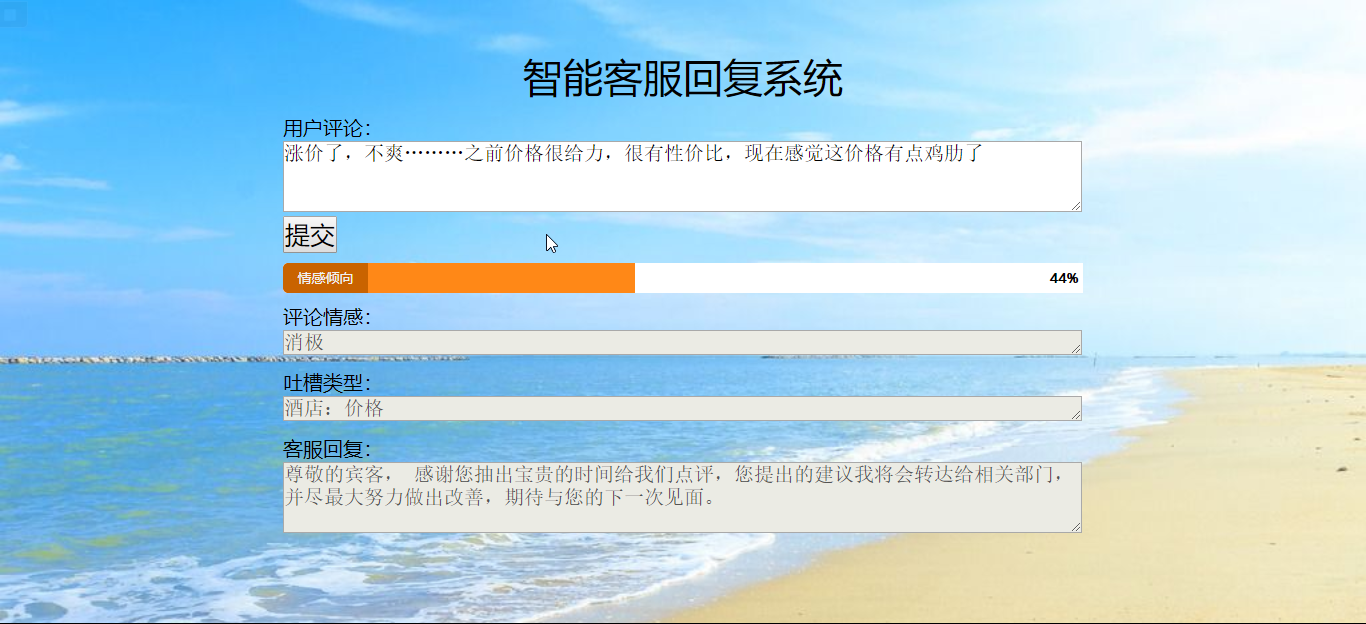 智能客服回复系统
用户评论：
涨价了，不爽………之前价格很给力，很有性价比，现在感觉这价格有点鸡肋了
提交
情感倾向 44%
评论情感：
消极
吐槽类型：
酒店：价格
客服回复：
尊敬的宾客， 感谢您抽出宝贵的时间给我们点评，您提出的建议我将会转达给相关部门，
并尽最大努力做出改善，期待与您的下一次见面。